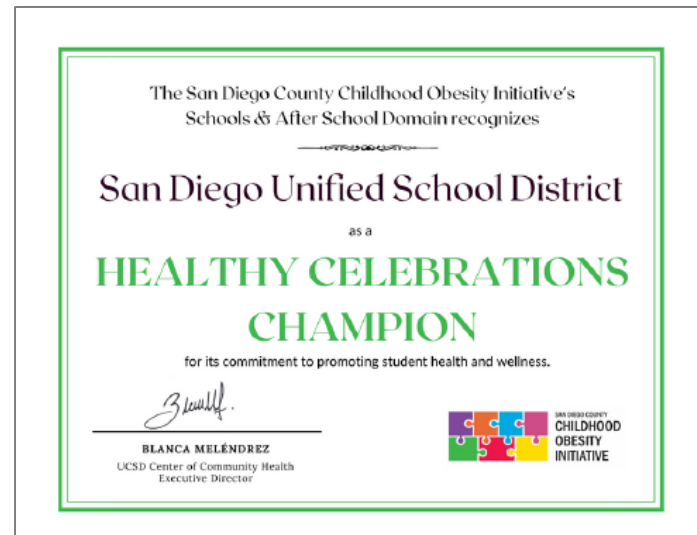 The San Diego County Childhood Obesity Initiative's
Schools & After School Domain recognizes
San Diego Unified School District
as a
HEALTHY CELEBRATIONS
CHAMPION
for its commitment to promoting student health and wellness.
BLANCA MELÉNDREZ
UCSD Center of Community Health
Executive Director
SAN DIEGO COUNTY
CHILDHOOD
OBESITY
INITIATIVE